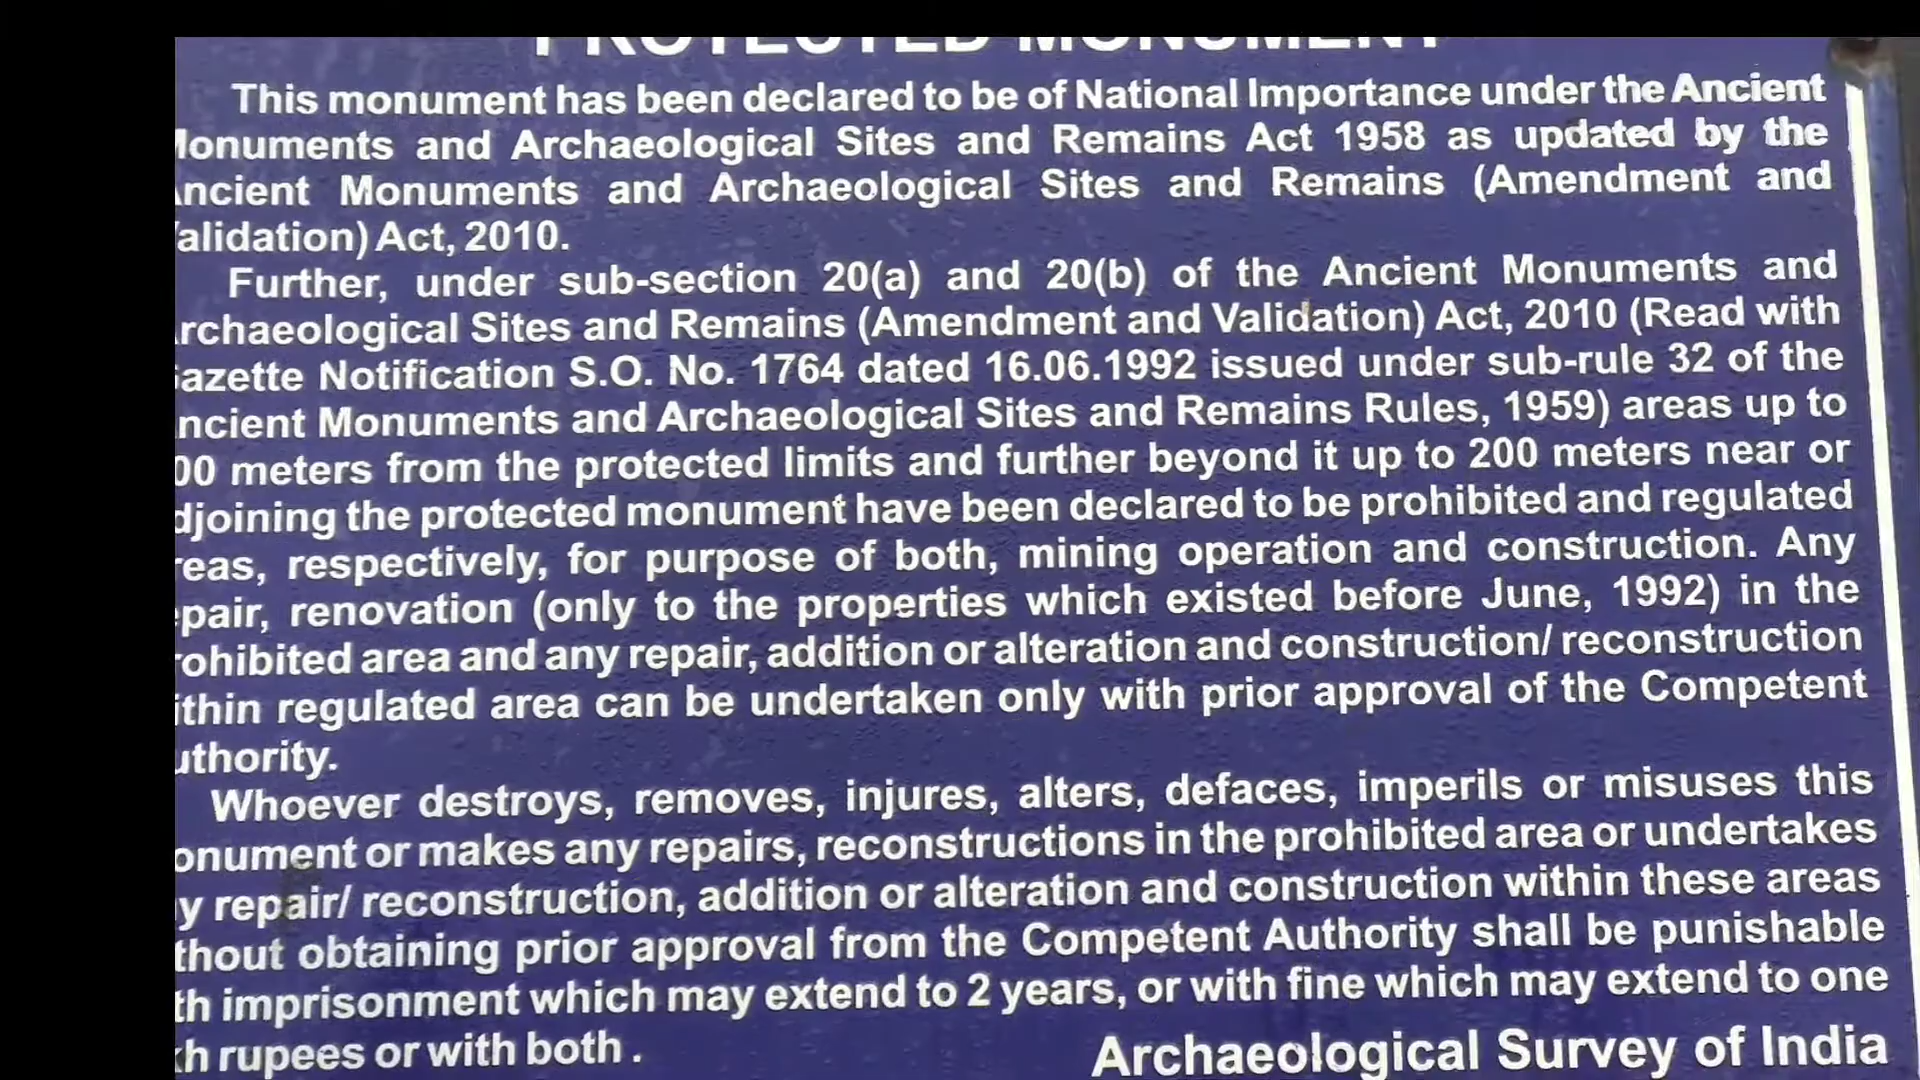 PROTECTED MONUMENT
This monument has been declared to be of National Importance under the Ancient
Monuments and Archaeological Sites and Remains Act 1958 as updated by the
Ancient Monuments and Archaeological Sites and Remains (Amendment and
alidation) Act, 2010.
Further, under sub-section 20(a) and 20(b) of the Ancient Monuments and
rchaeological Sites and Remains (Amendment and Validation) Act, 2010 (Read with
azette Notification S.O. No. 1764 dated 16.06.1992 issued under sub-rule 32 of the
ncient Monuments and Archaeological Sites and Remains Rules, 1959) areas up to
00 meters from the protected limits and further beyond it up to 200 meters near or
djoining the protected monument have been declared to be prohibited and regulated
reas, respectively, for purpose of both, mining operation and construction. Any
pair, renovation (only to the properties which existed before June, 1992) in the
rohibited area and any repair, addition or alteration and construction/ reconstruction
ithin regulated area can be undertaken only with prior approval of the Competent
uthority.
Whoever destroys, removes, injures, alters, defaces, imperils or misuses this
onument or makes any repairs, reconstructions in the prohibited area or undertakes
y repair/ reconstruction, addition or alteration and construction within these areas
thout obtaining prior approval from the Competent Authority shall be punishable
th imprisonment which may extend to 2 years, or with fine which may extend to one
kh rupees or with both .
Archaeological Survey of India